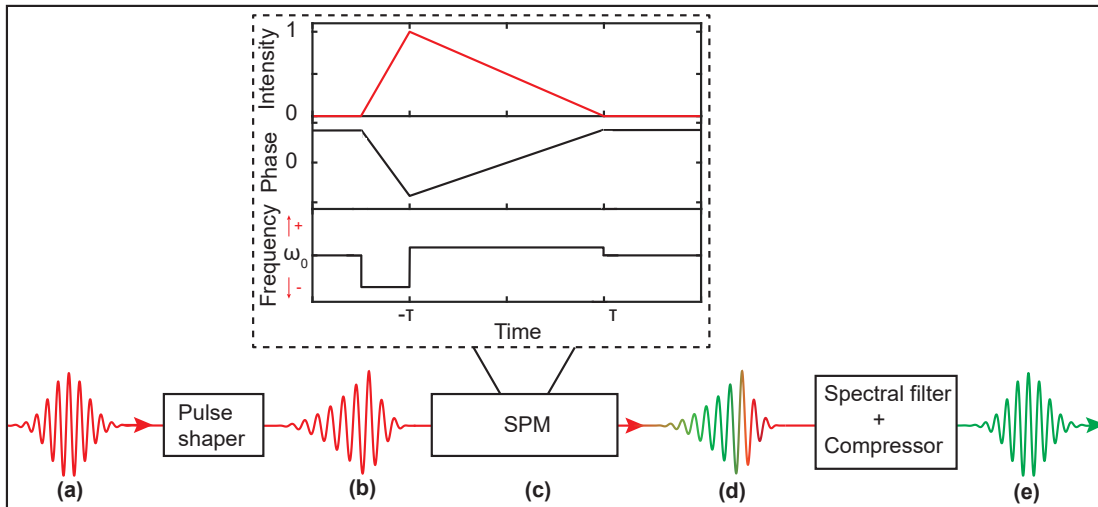 1
Intensity
0
Phase
0
Frequency
+
ω₀
-
-τ
τ
Time
Pulse
shaper
SPM
Spectral filter
+
Compressor
(a)
(b)
(c)
(d)
(e)